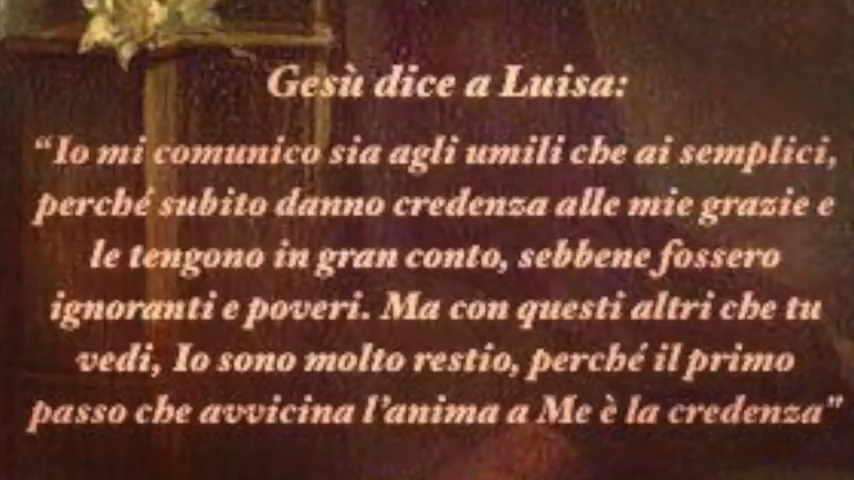 Gesù dice a Luisa:
“Io mi comunico sia agli umili che ai semplici,
perché subito danno credenza alle mie grazie e
le tengono in gran conto, sebbene fossero
ignoranti e poveri. Ma con questi altri che tu
vedi, Io sono molto restio, perché il primo
passo che avvicina l’anima a Me è la credenza"